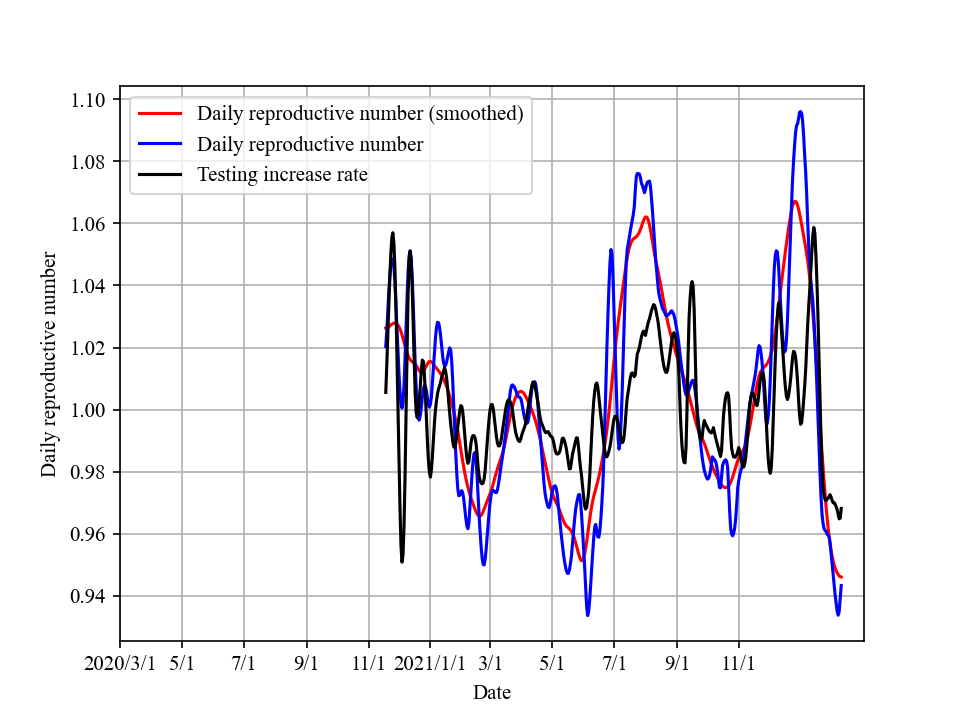 Daily reproductive number (smoothed)
Daily reproductive number
Testing increase rate
Daily reproductive number
1.10
1.08
1.06
1.04
1.02
1.00
0.98
0.96
0.94
2020/3/1 5/1 7/1 9/1 11/1 2021/1/1 3/1 5/1 7/1 9/1 11/1
Date